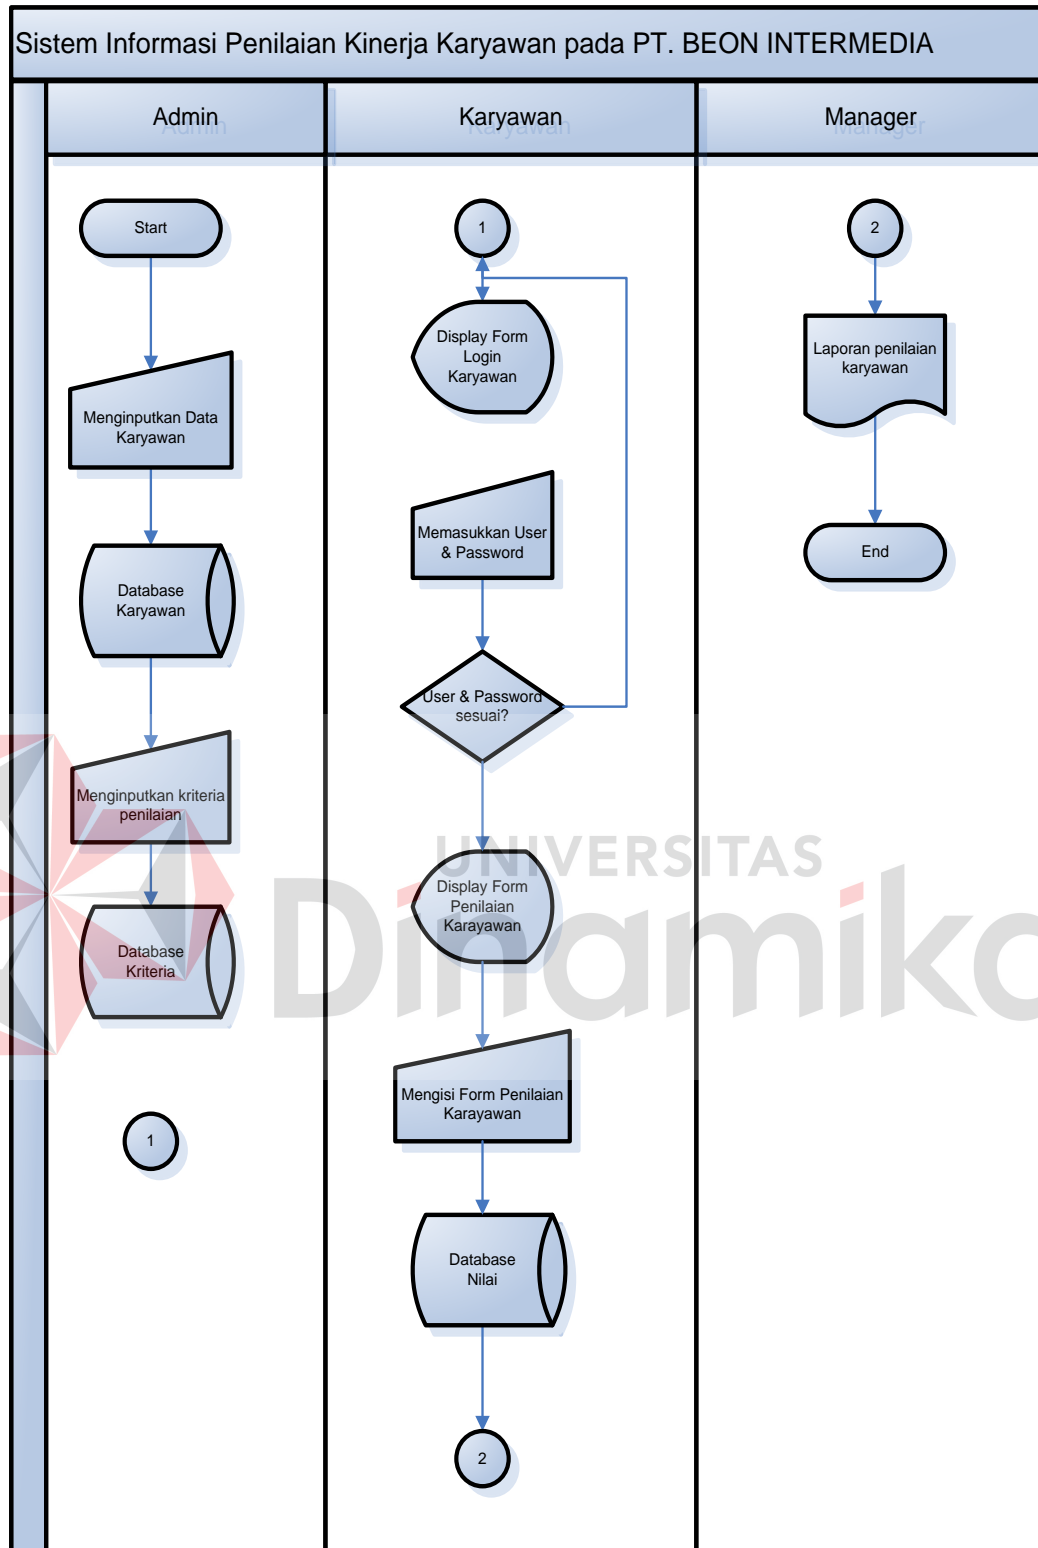 Sistem Informasi Penilaian Kinerja Karyawan pada PT. BEON INTERMEDIA
Admin
Karyawan
Manager
Start
Menginputkan Data
Karyawan
Database
Karyawan
Menginputkan kriteria
penilaian
Database
Kriteria
1
1
Display Form
Login
Karyawan
Memasukkan User
& Password
User & Password
sesuai?
Display Form
Penilaian
Karayawan
Mengisi Form Penilaian
Karayawan
Database
Nilai
2
2
Laporan penilaian
karyawan
End
UNIVERSITAS
Dinamika